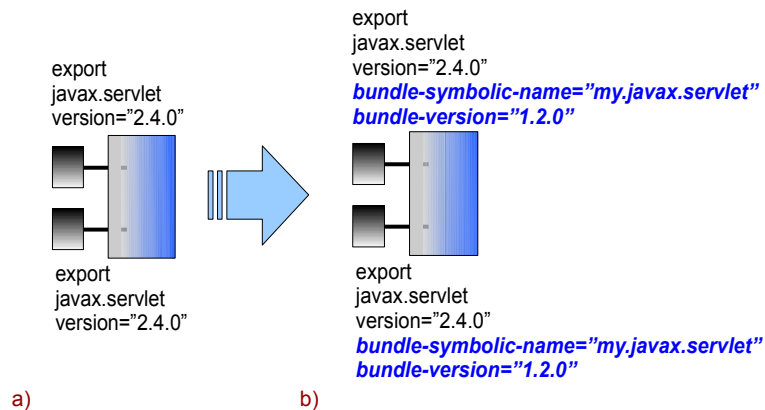 export
javax.servlet
version=”2.4.0”
export
javax.servlet
version=”2.4.0”
a)
export
javax.servlet
version=”2.4.0”
bundle-symbolic-name=”my.javax.servlet”
bundle-version=”1.2.0”
export
javax.servlet
version=”2.4.0”
bundle-symbolic-name=”my.javax.servlet”
bundle-version=”1.2.0”
b)